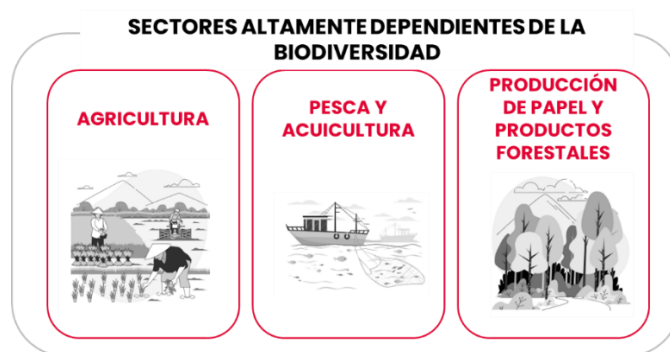 SECTORES ALTAMENTE DEPENDIENTES DE LA
BIODIVERSIDAD
AGRICULTURA
PESCA Y
ACUICULTURA
PRODUCCIÓN
DE PAPEL Y
PRODUCTOS
FORESTALES